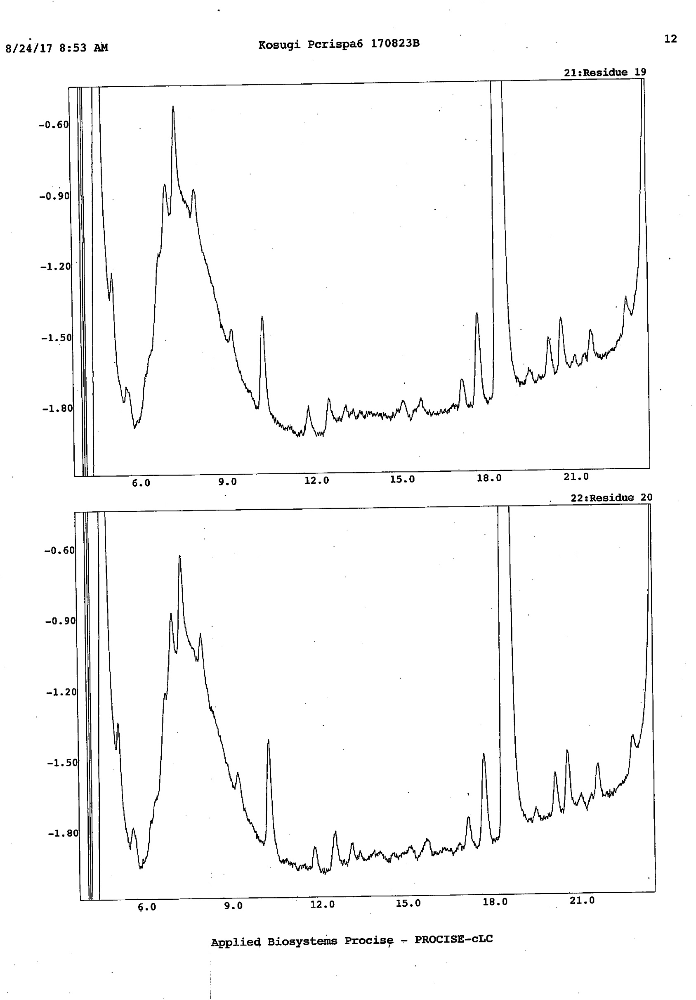 8/24/17 8:53 AM
Kosugi Pcrispa6 170823B
12
21:Residue 19
-0.60
-0.90
-1.20
-1.50
-1.80
6.0 9.0 12.0 15.0 18.0 21.0
22:Residue 20
-0.60
-0.90
-1.20
-1.50
-1.80
6.0 9.0 12.0 15.0 18.0 21.0
Applied Biosystems Procise - PROCISE-cLC